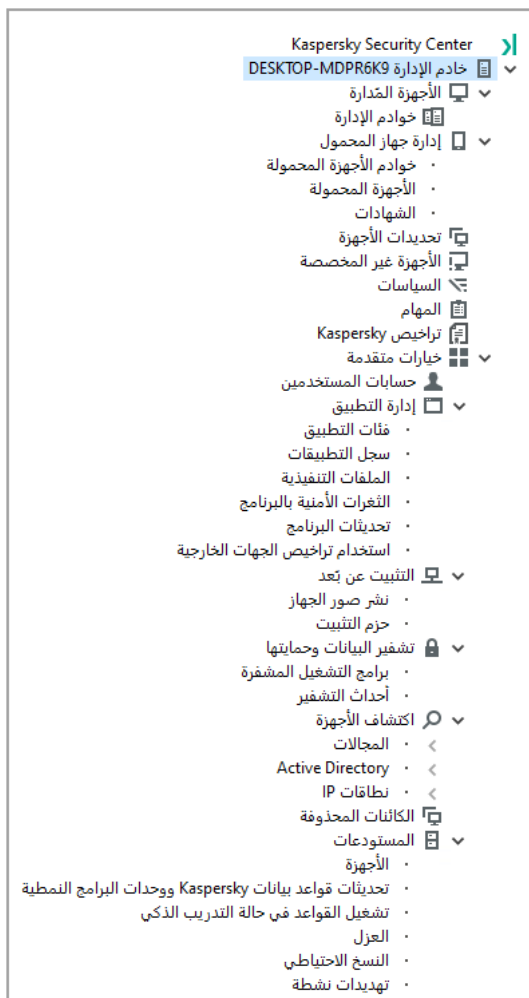 Kaspersky Security Center
خادم الإدارة DESKTOP-MDPR6K9
الأجهزة المُدارة
خوادم الإدارة
إدارة جهاز المحمول
خوادم الأجهزة المحمولة
الأجهزة المحمولة
الشهادات
تحديدات الأجهزة
الأجهزة غير المخصصة
السياسات
المهام
تراخيص Kaspersky
خيارات متقدمة
حسابات المستخدمين
إدارة التطبيق
فئات التطبيق
سجل التطبيقات
الملفات التنفيذية
الثغرات الأمنية بالبرنامج
تحديثات البرنامج
استخدام تراخيص الجهات الخارجية
التثبيت عن بُعد
نشر صور الجهاز
حزم التثبيت
تشفير البيانات وحمايتها
برامج التشغيل المشفرة
أحداث التشفير
اكتشاف الأجهزة
المجالات
Active Directory
نطاقات IP
الكائنات المحذوفة
المستودعات
الأجهزة
تحديثات قواعد بيانات Kaspersky ووحدات البرامج النمطية
تشغيل القواعد في حالة التدريب الذكي
العزل
النسخ الاحتياطي
تهديدات نشطة